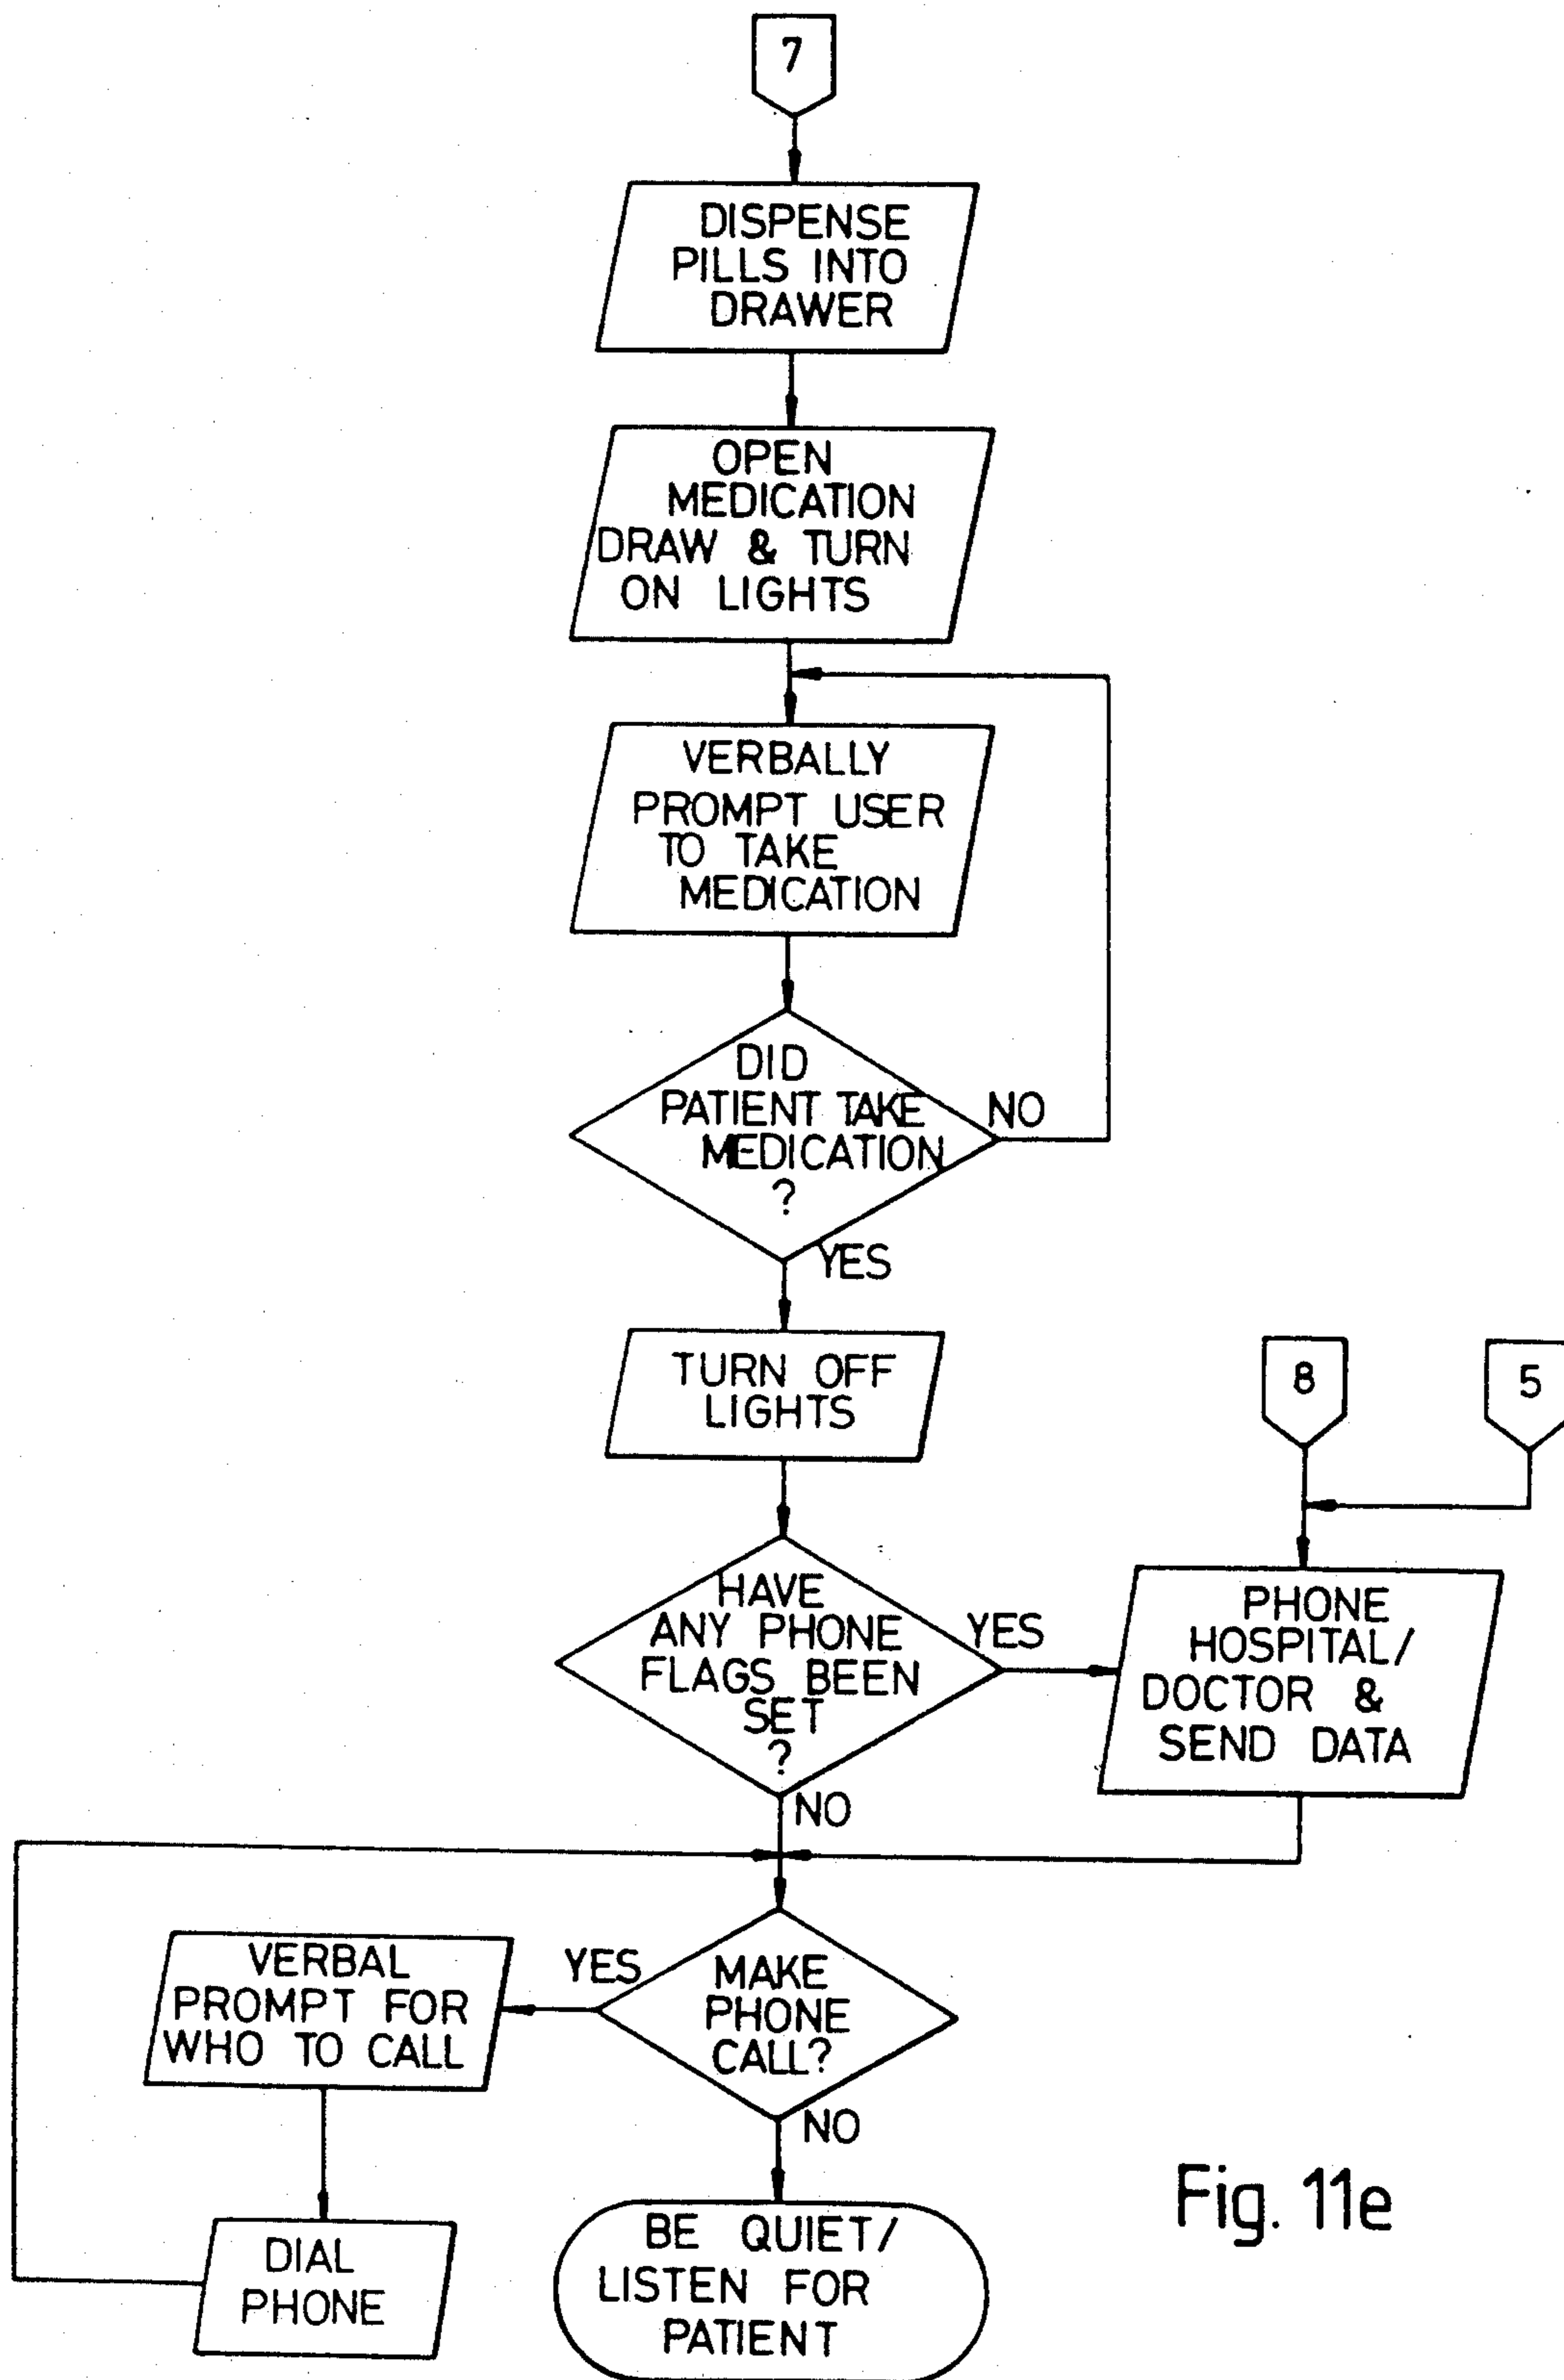 7
DISPENSE
PILLS INTO
DRAWER
OPEN
MEDICATION
DRAW & TURN
ON LIGHTS
VERBALLY
PROMPT USER
TO TAKE
MEDICATION
DID
PATIENT TAKE
MEDICATION
?
NO
YES
TURN OFF
LIGHTS
8
5
HAVE
ANY PHONE
FLAGS BEEN
SET
?
YES
NO
PHONE
HOSPITAL/
DOCTOR &
SEND DATA
MAKE
PHONE
CALL?
YES
NO
VERBAL
PROMPT FOR
WHO TO CALL
DIAL
PHONE
BE QUIET/
LISTEN FOR
PATIENT
Fig. 11e